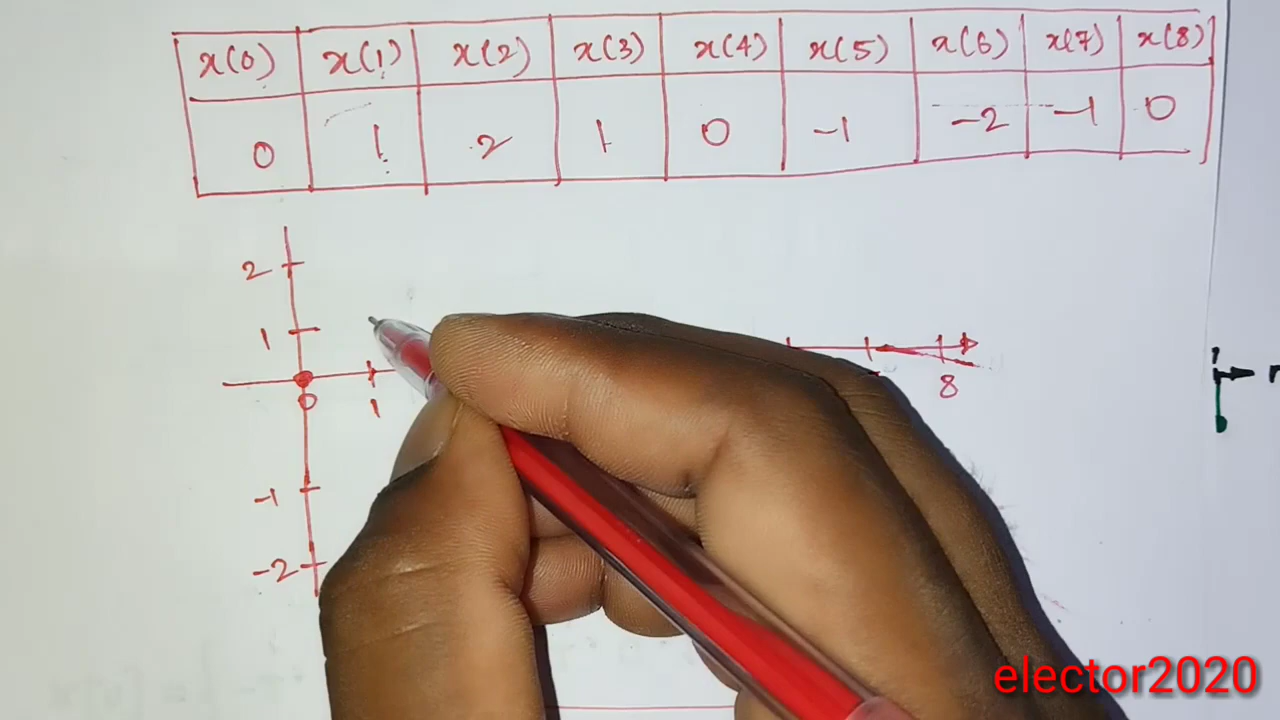 x(0) x(1) x(2) x(3) x(4) x(5) x(6) x(7) x(8)
0 1 2 1 0 -1 -2 -1 0
2
1
0 1 8
-1
-2
elector2020